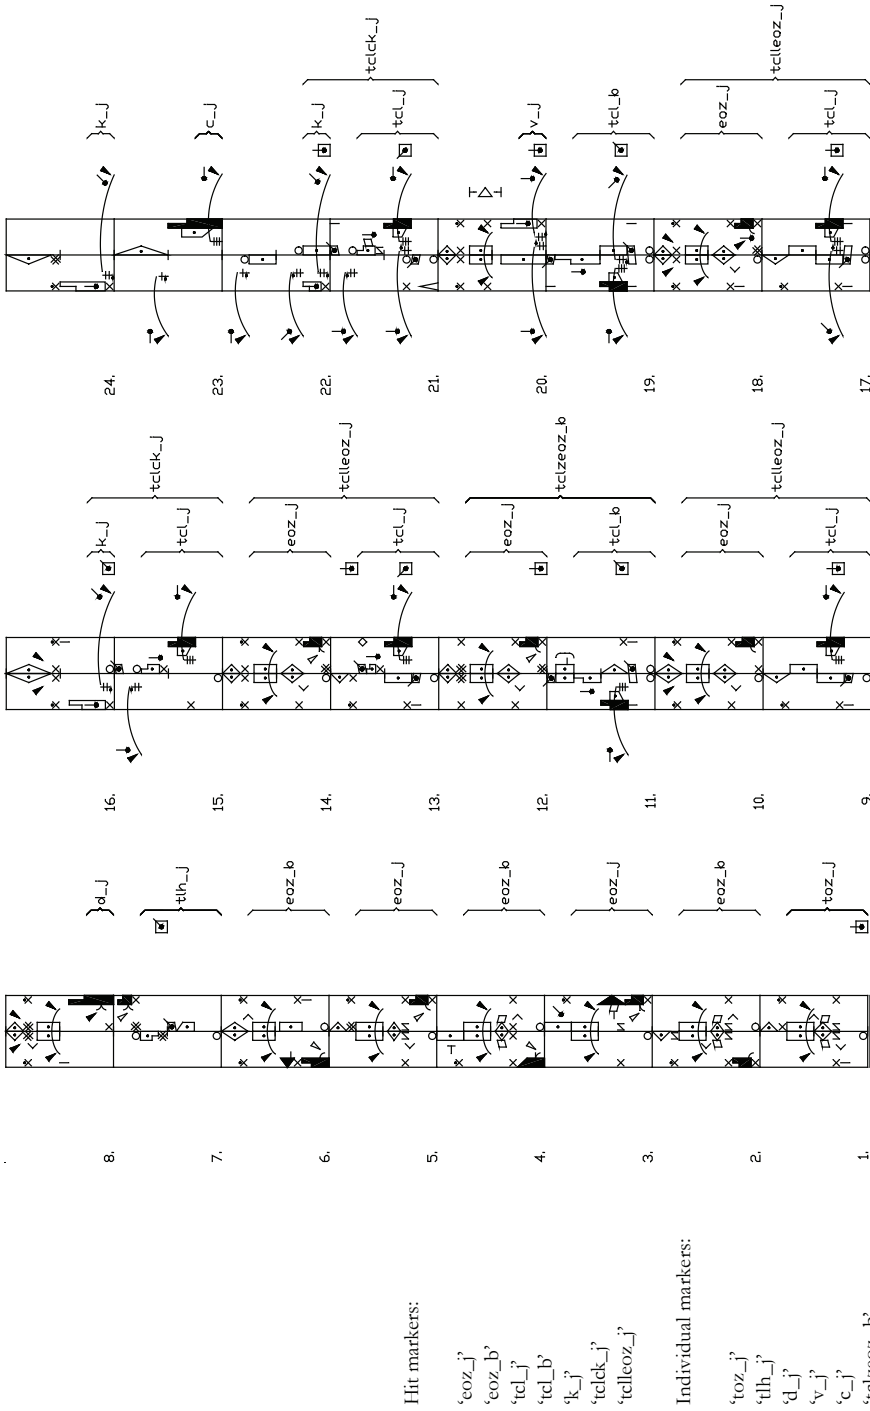 Hit markers:
‘eoz_j’
‘eoz_b’
‘tcl_j’
‘tcl_b’
‘k_j’
‘tclck_j’
‘tclleoz_j’
Individual markers:
‘toz_j’
‘tlh_j’
‘d_j’
‘v_j’
‘c_j’
8.
d_j
tlh_j
7.
eoz_b
6.
eoz_j
5.
eoz_b
4.
eoz_j
3.
eoz_b
2.
toz_j
1.
16.
k_j
tclck_j
tcl_j
15.
eoz_j
14.
tclleoz_j
tcl_j
13.
eoz_j
12.
tclzeoz_b
tcl_b
11.
eoz_j
10.
tclleoz_j
tcl_j
9.
24.
k_j
c_j
23.
k_j
22.
tclck_j
tcl_j
21.
v_j
20.
tcl_b
19.
eoz_j
18.
tclleoz_j
tcl_j
17.